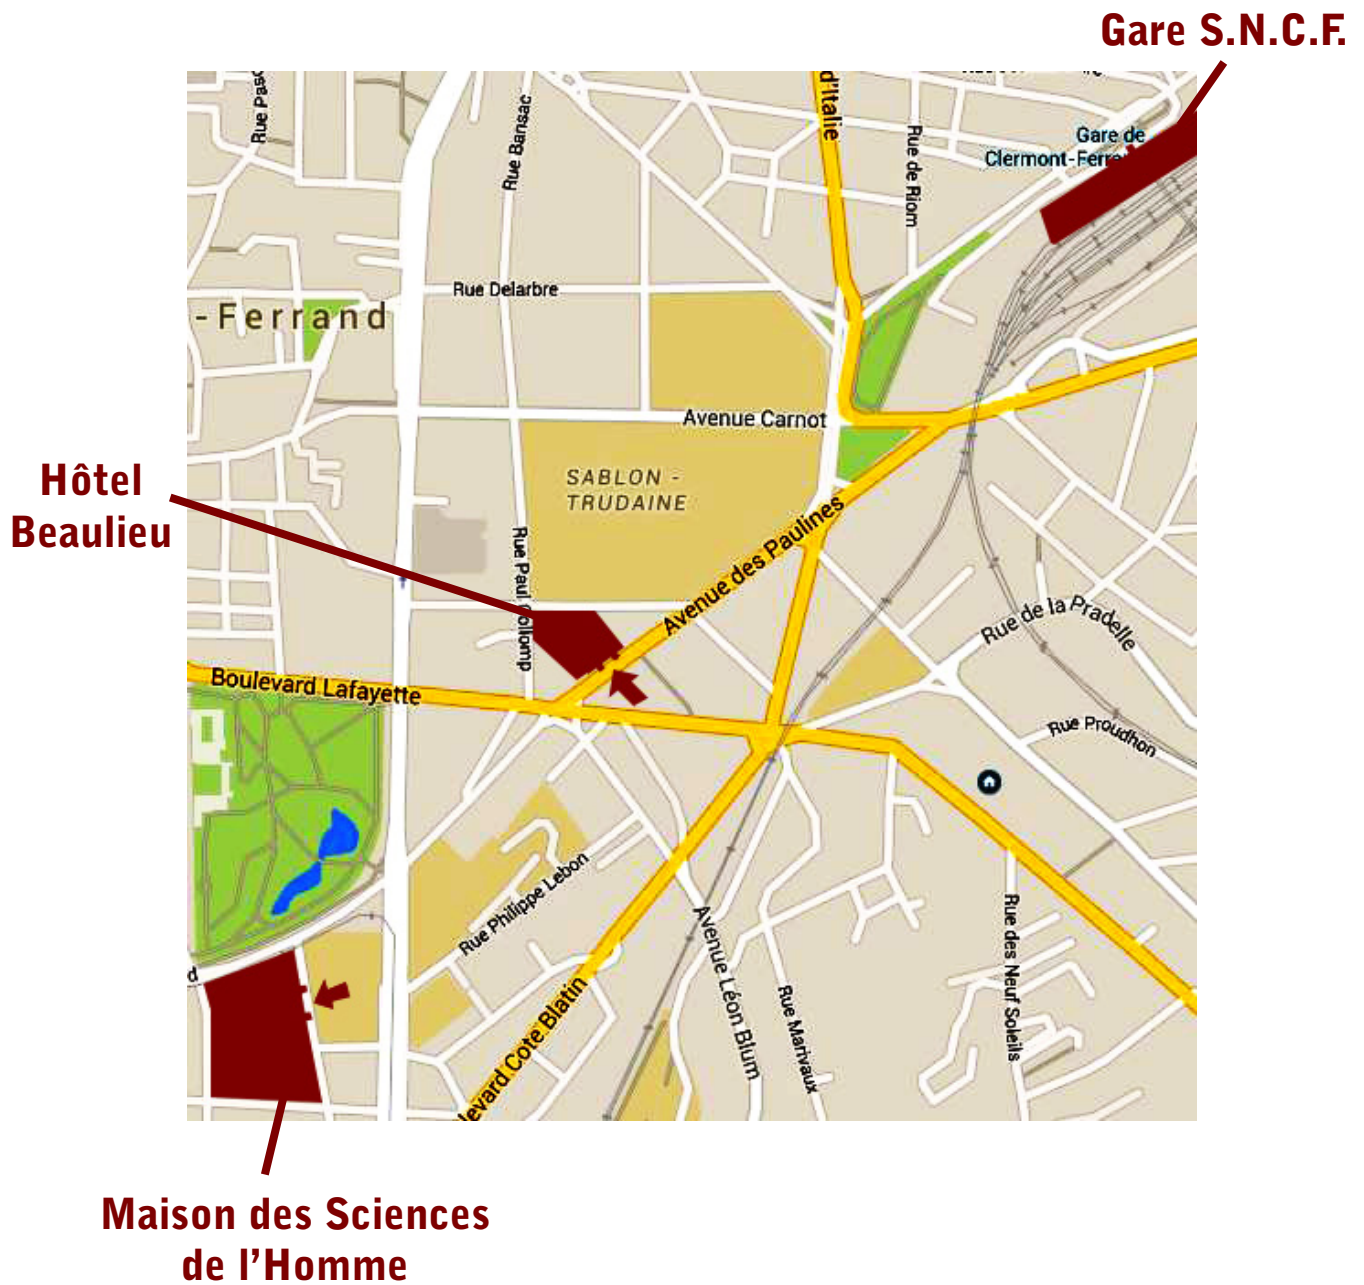 Gare S.N.C.F.
Rue Pasc
d'Italie
Rue Bansac
Rue de Riom
Gare de
Clermont-Ferra
Rue Delarbre
-Ferrand
Avenue Carnot
Hôtel
Beaulieu
SABLON -
TRUDAINE
Avenue des Paulines
Rue Paul Collomp
Rue de la Pradelle
Boulevard Lafayette
Rue Proudhon
Rue Philippe Lebon
Avenue Léon Blum
Rue des Neuf Soleils
d
Rue Marivaux
levard Cote Blatin
Maison des Sciences
de l'Homme